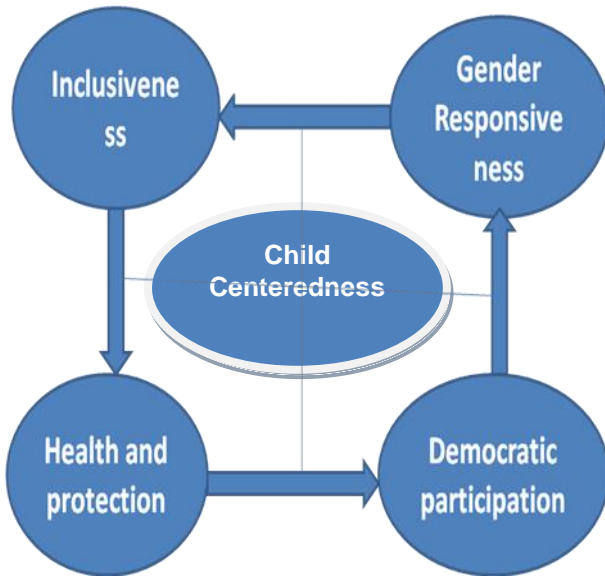 Inclusivene
ss
Gender
Responsive
ness
Child
Centeredness
Health and
protection
Democratic
participation